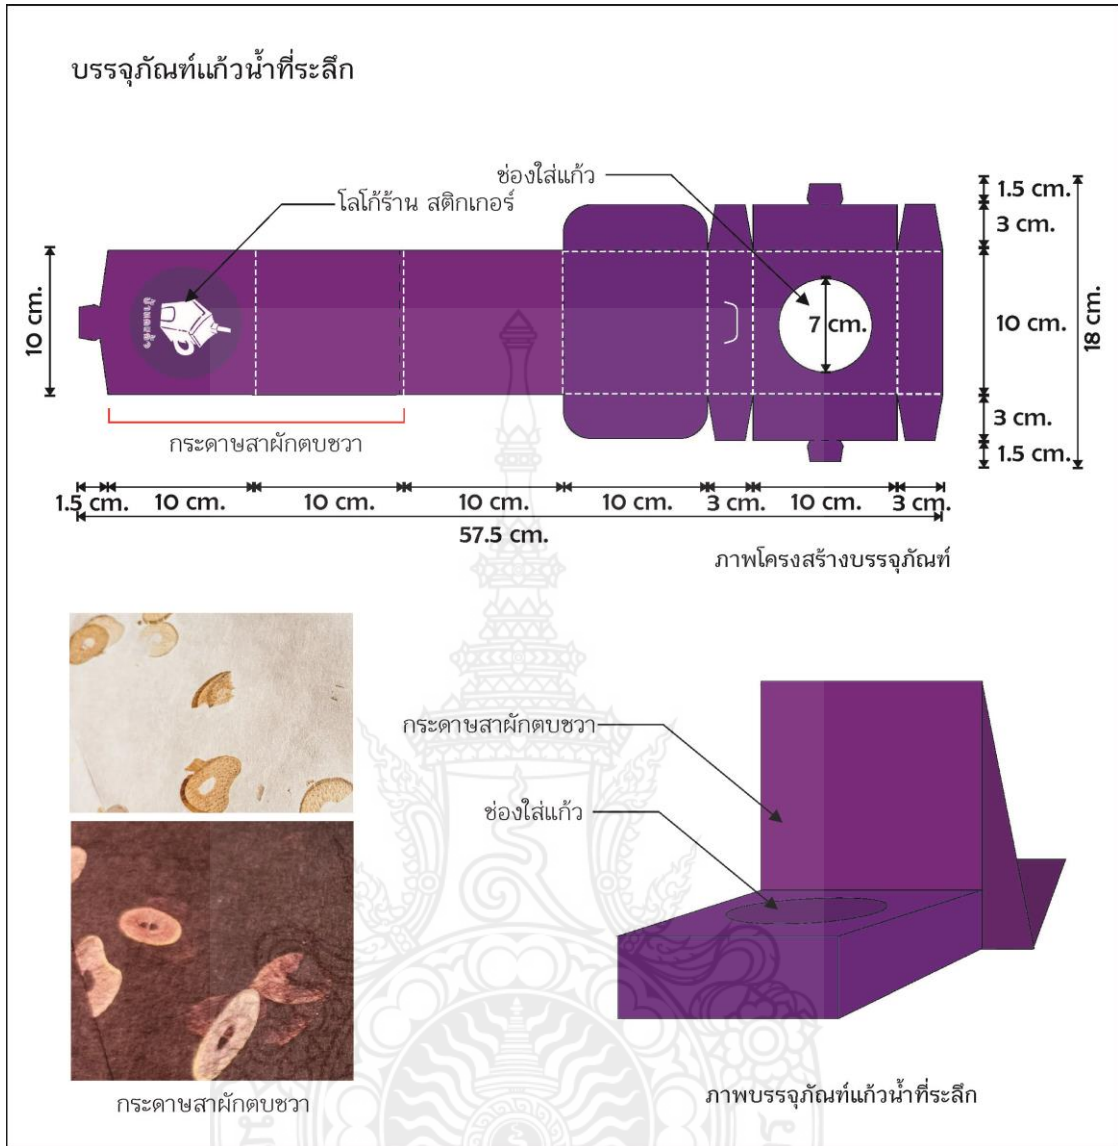 บรรจุภัณฑ์แก้วน้ำที่ระลึก
ช่องใส่แก้ว
โลโก้ร้าน สติกเกอร์
1.5 cm.
3 cm.
10 cm.
10 cm.
18 cm.
7 cm.
3 cm.
1.5 cm.
กระดาษสาผักตบชวา
1.5 cm. 10 cm. 10 cm. 10 cm. 10 cm. 3 cm. 10 cm. 3 cm.
57.5 cm.
ภาพโครงสร้างบรรจุภัณฑ์
กระดาษสาผักตบชวา
ช่องใส่แก้ว
กระดาษสาผักตบชวา
ภาพบรรจุภัณฑ์แก้วน้ำที่ระลึก